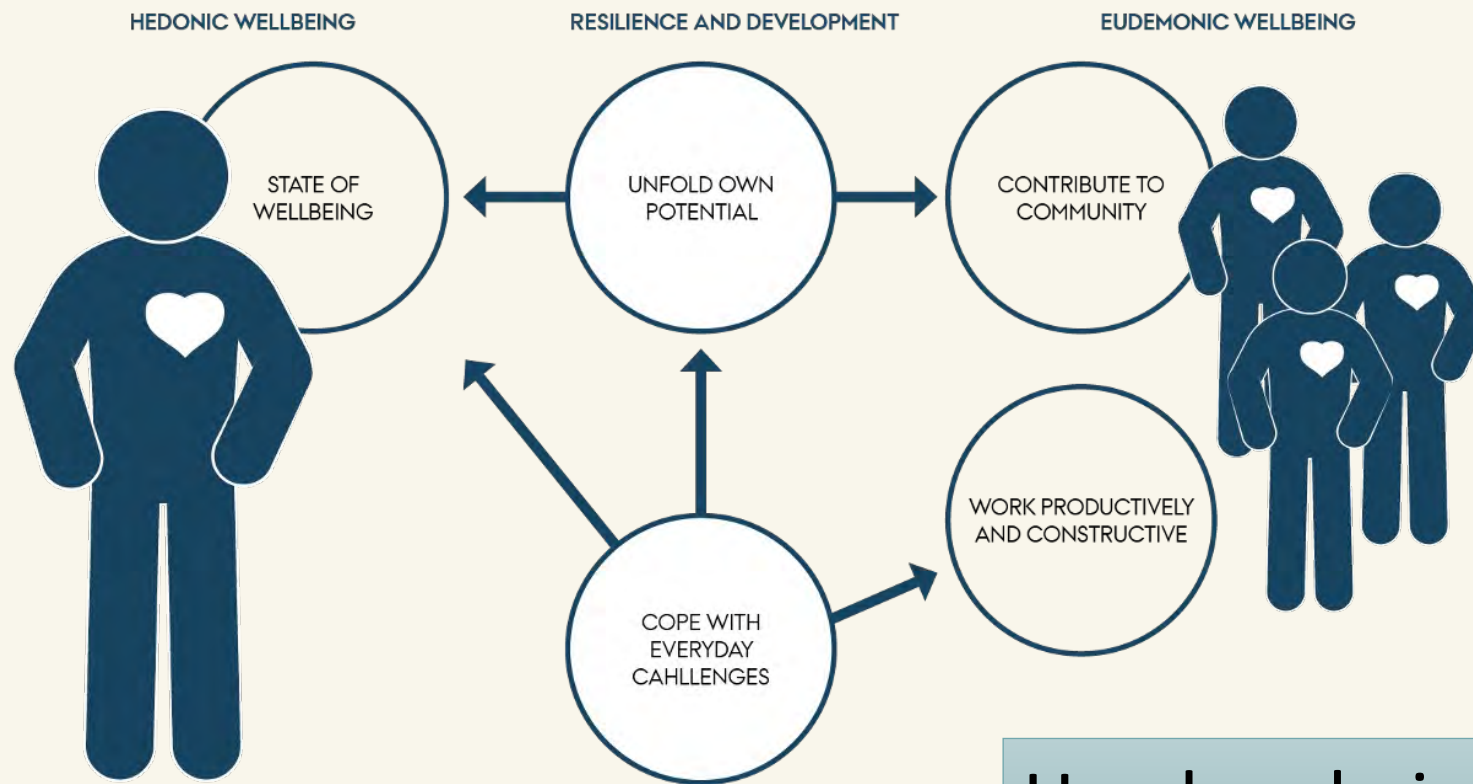 HEDONIC WELLBEING
RESILIENCE AND DEVELOPMENT
EUDEMONIC WELLBEING
STATE OF
WELLBEING
UNFOLD OWN
POTENTIAL
CONTRIBUTE TO
COMMUNITY
WORK PRODUCTIVELY
AND CONSTRUCTIVE
COPE WITH
EVERYDAY
CAHLLENGES